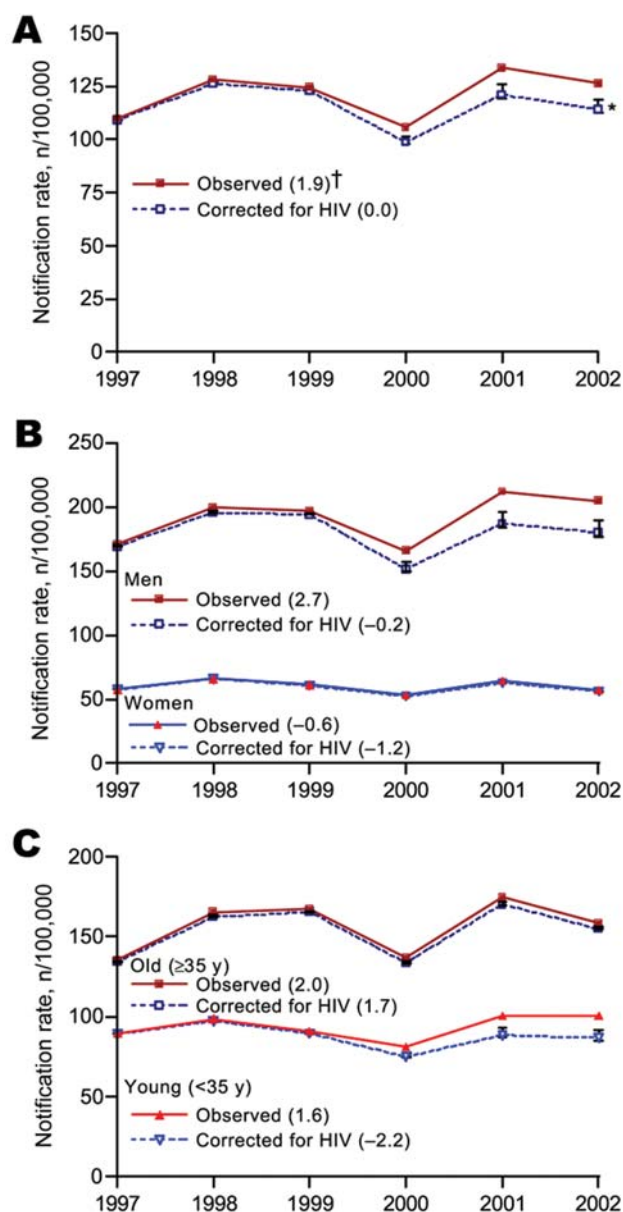 A
Notification rate, n/100,000
150
125
100
75
50
25
0
*
Observed (1.9)†
Corrected for HIV (0.0)
1997 1998 1999 2000 2001 2002
B
Notification rate, n/100,000
250
200
150
100
50
0
Men
Observed (2.7)
Corrected for HIV (–0.2)
Women
Observed (–0.6)
Corrected for HIV (–1.2)
1997 1998 1999 2000 2001 2002
C
Notification rate, n/100,000
200
150
100
50
0
Old (≥35 y)
Observed (2.0)
Corrected for HIV (1.7)
Young (<35 y)
Observed (1.6)
Corrected for HIV (–2.2)
1997 1998 1999 2000 2001 2002